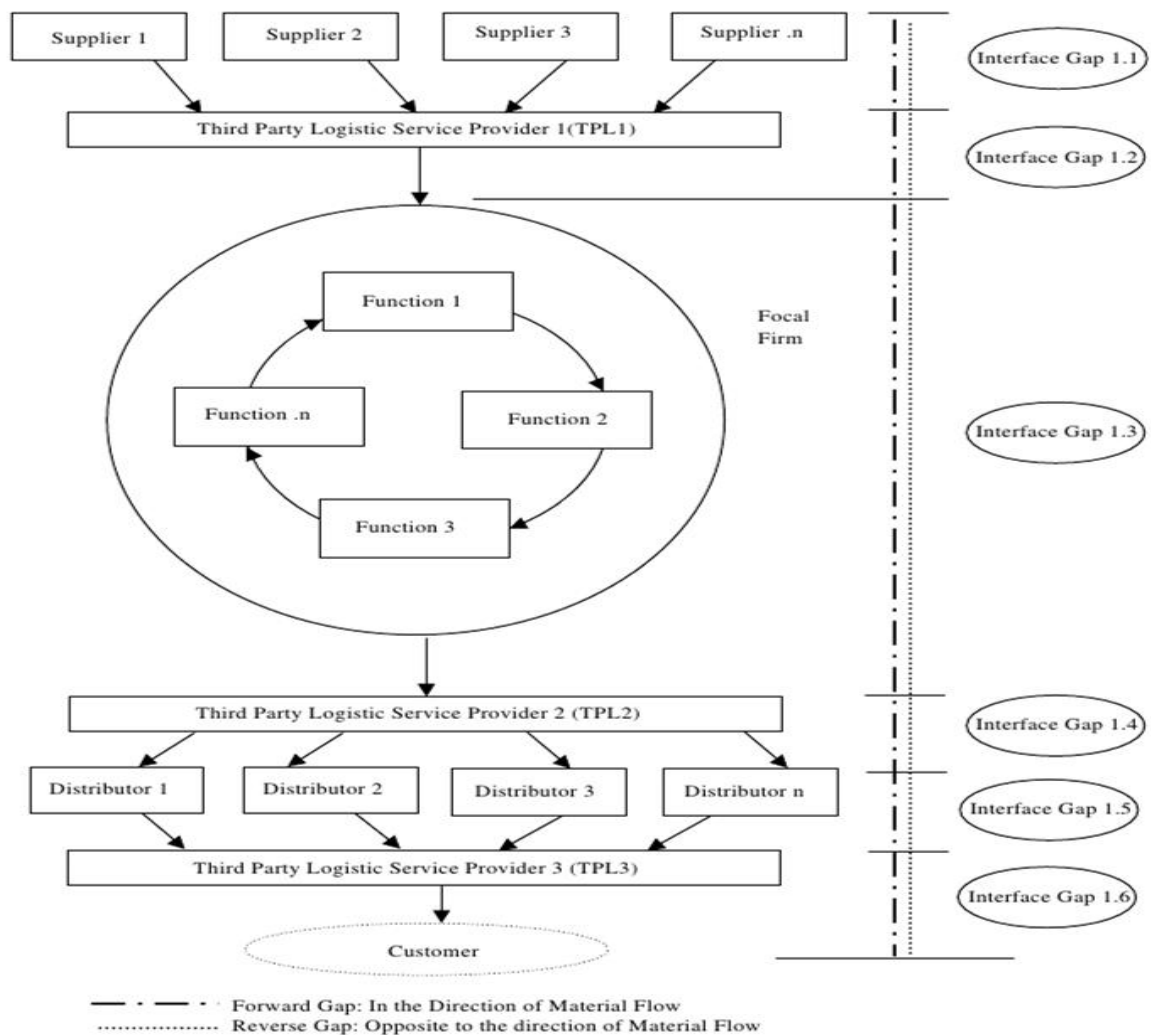 Supplier 1
Supplier 2
Supplier 3
Supplier .n
Interface Gap 1.1
Third Party Logistic Service Provider 1(TPL1)
Interface Gap 1.2
Function 1
Focal
Firm
Function .n
Function 2
Interface Gap 1.3
Function 3
Third Party Logistic Service Provider 2 (TPL2)
Interface Gap 1.4
Distributor 1
Distributor 2
Distributor 3
Distributor n
Interface Gap 1.5
Third Party Logistic Service Provider 3 (TPL3)
Interface Gap 1.6
Customer
Forward Gap: In the Direction of Material Flow
Reverse Gap: Opposite to the direction of Material Flow